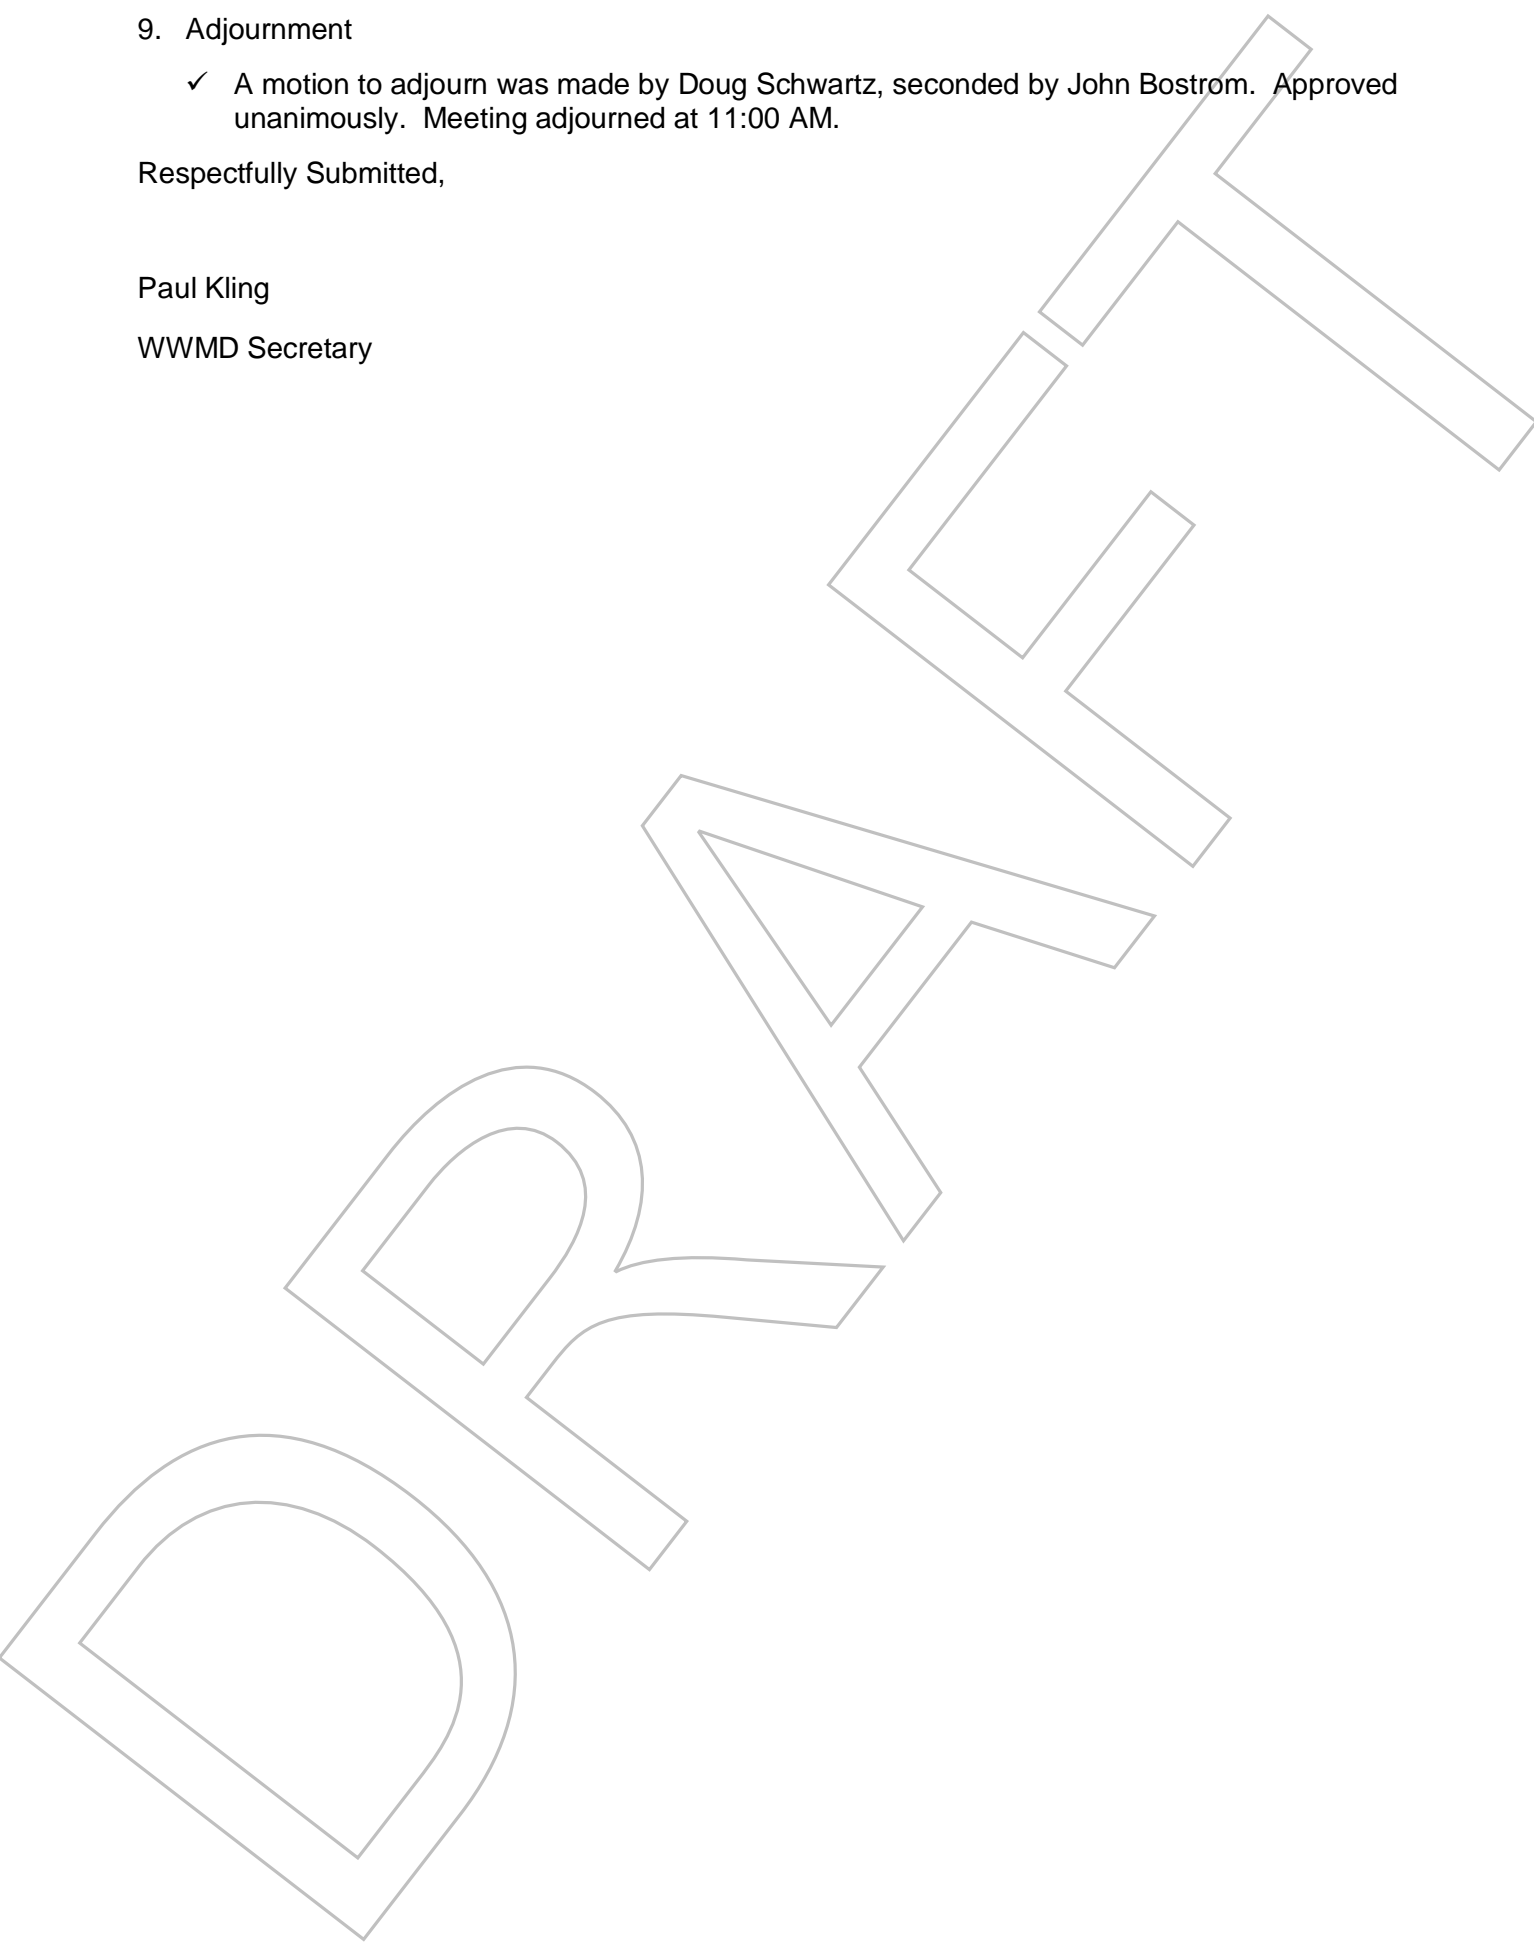 9. Adjournment
✓ A motion to adjourn was made by Doug Schwartz, seconded by John Bostrom.  Approved
unanimously.  Meeting adjourned at 11:00 AM.
Respectfully Submitted,
Paul Kling
WWMD Secretary
DRAFT